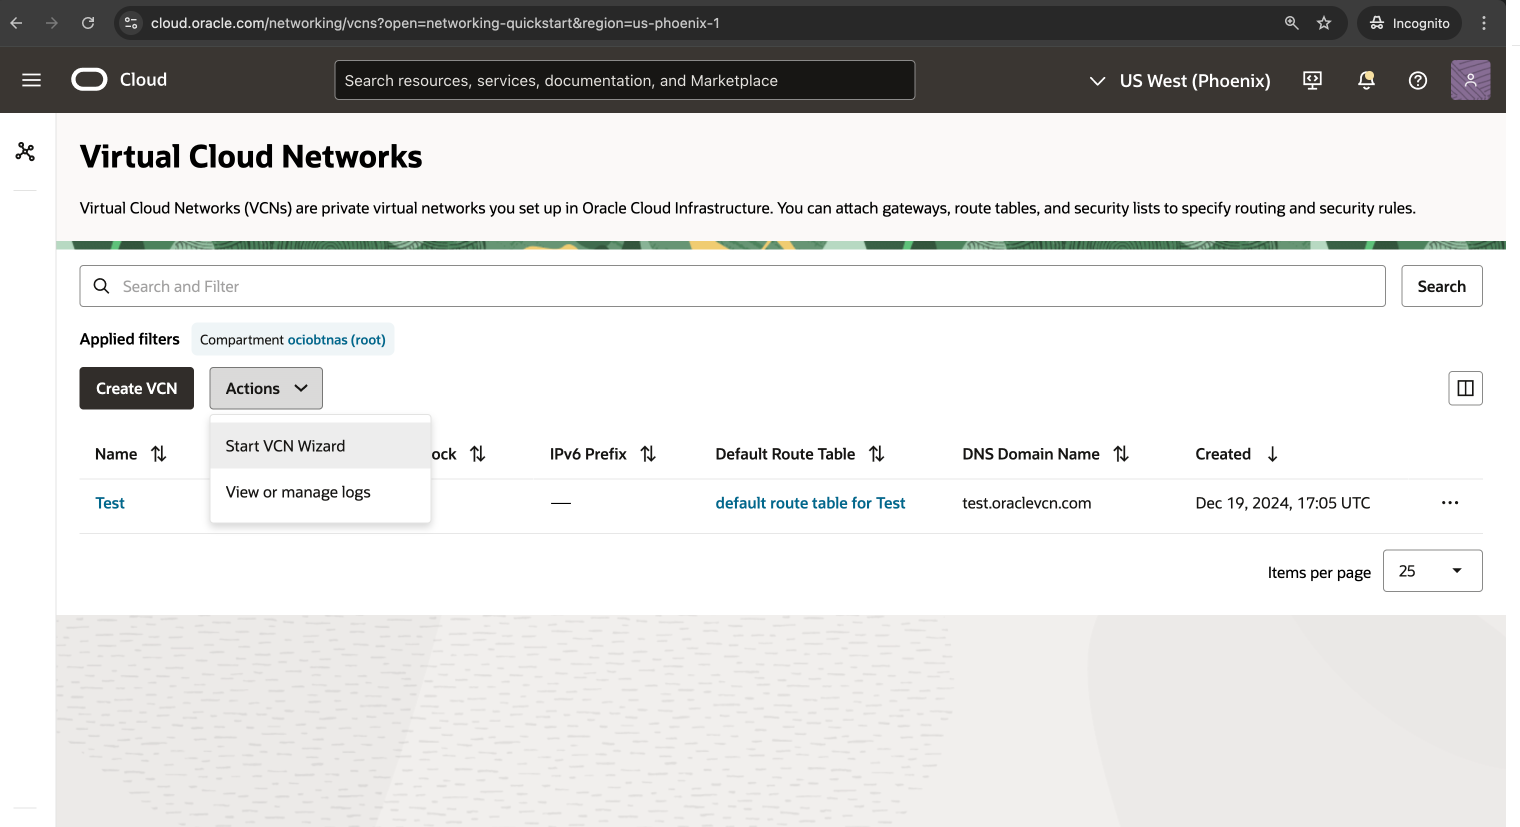 cloud.oracle.com/networking/vcns?open=networking-quickstart&region=us-phoenix-1
Incognito
Cloud
Search resources, services, documentation, and Marketplace
US West (Phoenix)
Virtual Cloud Networks
Virtual Cloud Networks (VCNs) are private virtual networks you set up in Oracle Cloud Infrastructure. You can attach gateways, route tables, and security lists to specify routing and security rules.
Search and Filter
Search
Applied filters Compartment ociobtnas (root)
Create VCN Actions
Start VCN Wizard
View or manage logs
Name ock IPv6 Prefix Default Route Table DNS Domain Name Created
Test — default route table for Test test.oraclevcn.com Dec 19, 2024, 17:05 UTC
Items per page 25